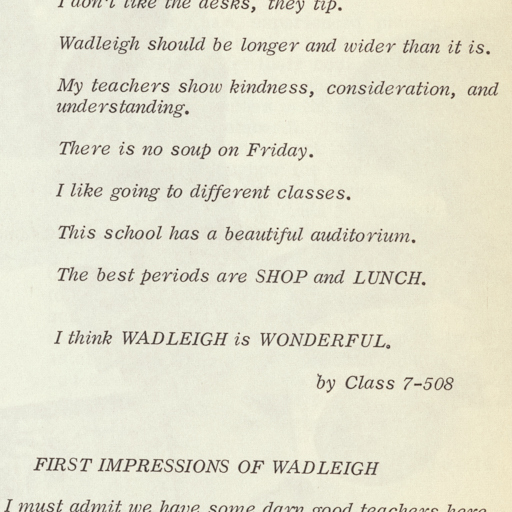 I don't like the desks, they tip.
Wadleigh should be longer and wider than it is.
My teachers show kindness, consideration, and
understanding.
There is no soup on Friday.
I like going to different classes.
This school has a beautiful auditorium.
The best periods are SHOP and LUNCH.
I think WADLEIGH is WONDERFUL.
by Class 7-508
FIRST IMPRESSIONS OF WADLEIGH
I must admit we have some darn good teachers here